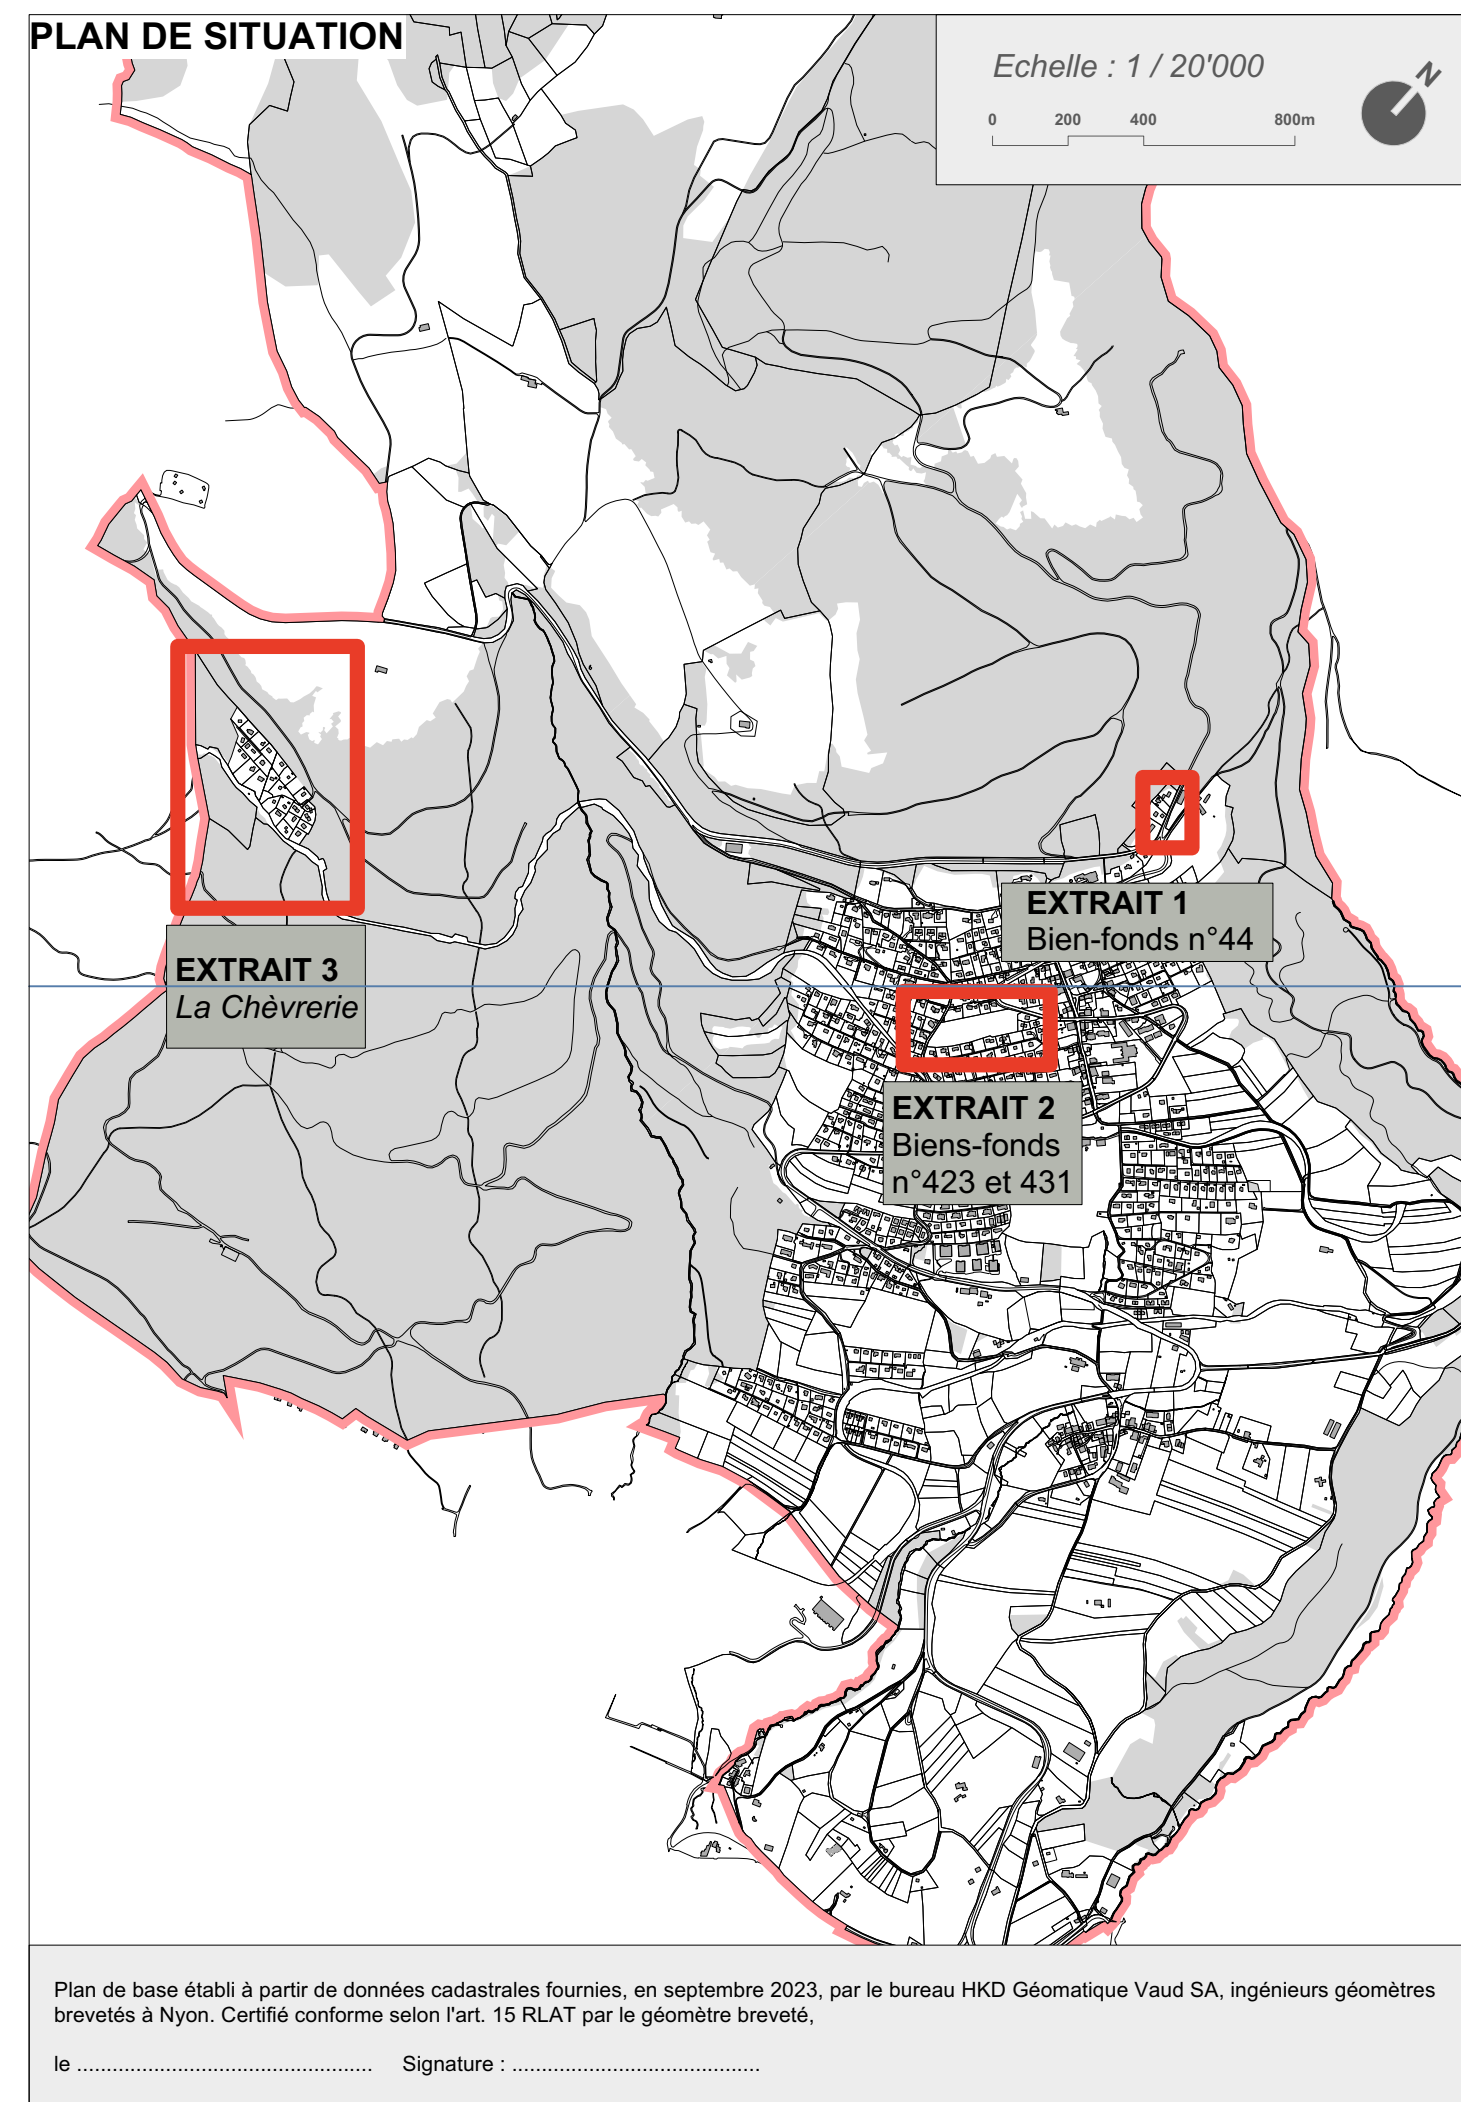 PLAN DE SITUATION
Echelle : 1 / 20'000
N
0 200 400 800m
EXTRAIT 1
Bien-fonds n°44
EXTRAIT 3
La Chèvrerie
EXTRAIT 2
Biens-fonds
n°423 et 431
Plan de base établi à partir de données cadastrales fournies, en septembre 2023, par le bureau HKD Géomatique Vaud SA, ingénieurs géomètres
brevetés à Nyon. Certifié conforme selon l'art. 15 RLAT par le géomètre breveté,
le .................................................. Signature : ..........................................